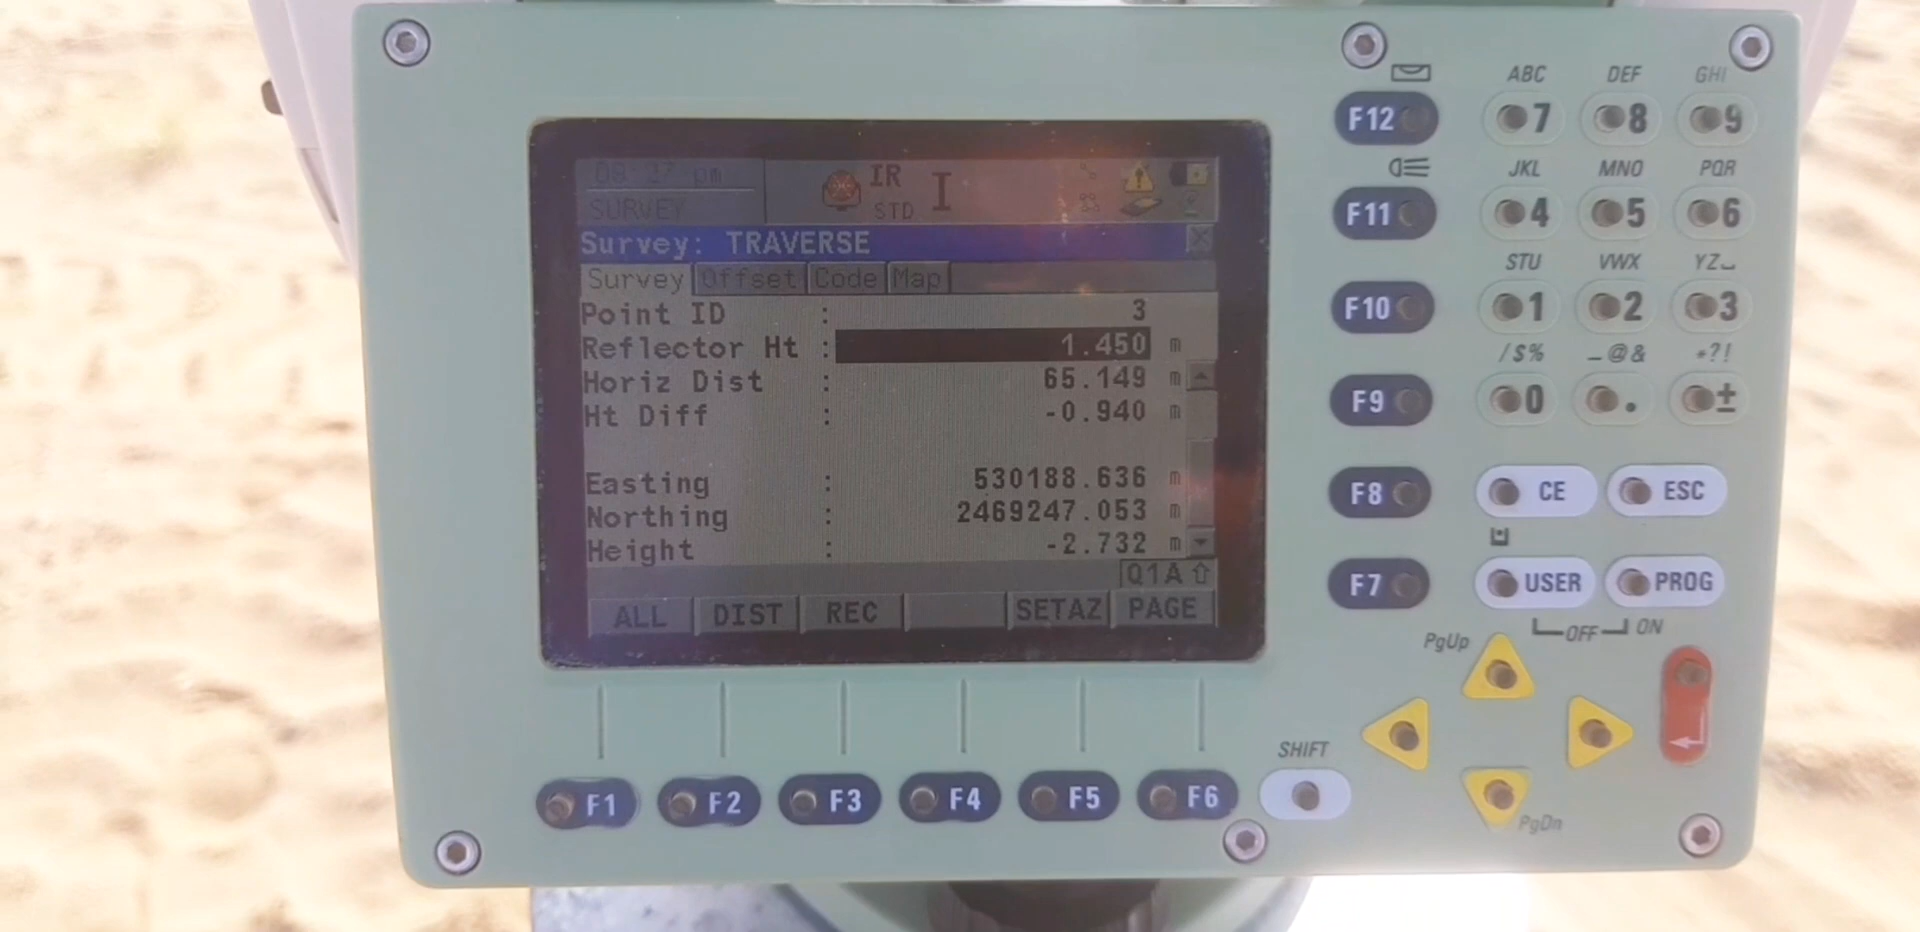 08 27 pm
SURVEY
IR
STD
I
Survey: TRAVERSE
Survey Offset Code Map
Point ID : 3
Reflector Ht : 1.450 m
Horiz Dist : 65.149 m
Ht Diff : -0.940 m
Easting : 530188.636 m
Northing : 2469247.053 m
Height : -2.732 m
Q1A
ALL DIST REC SETAZ PAGE
F1 F2 F3 F4 F5 F6
SHIFT
F12
F11
F10
F9
F8
F7
ABC DEF GHI
7 8 9
JKL MNO PQR
4 5 6
STU VWX YZ
1 2 3
/$% _@& *?!
0 . ±
CE ESC
USER PROG
OFF ON
PgUp
PgDn